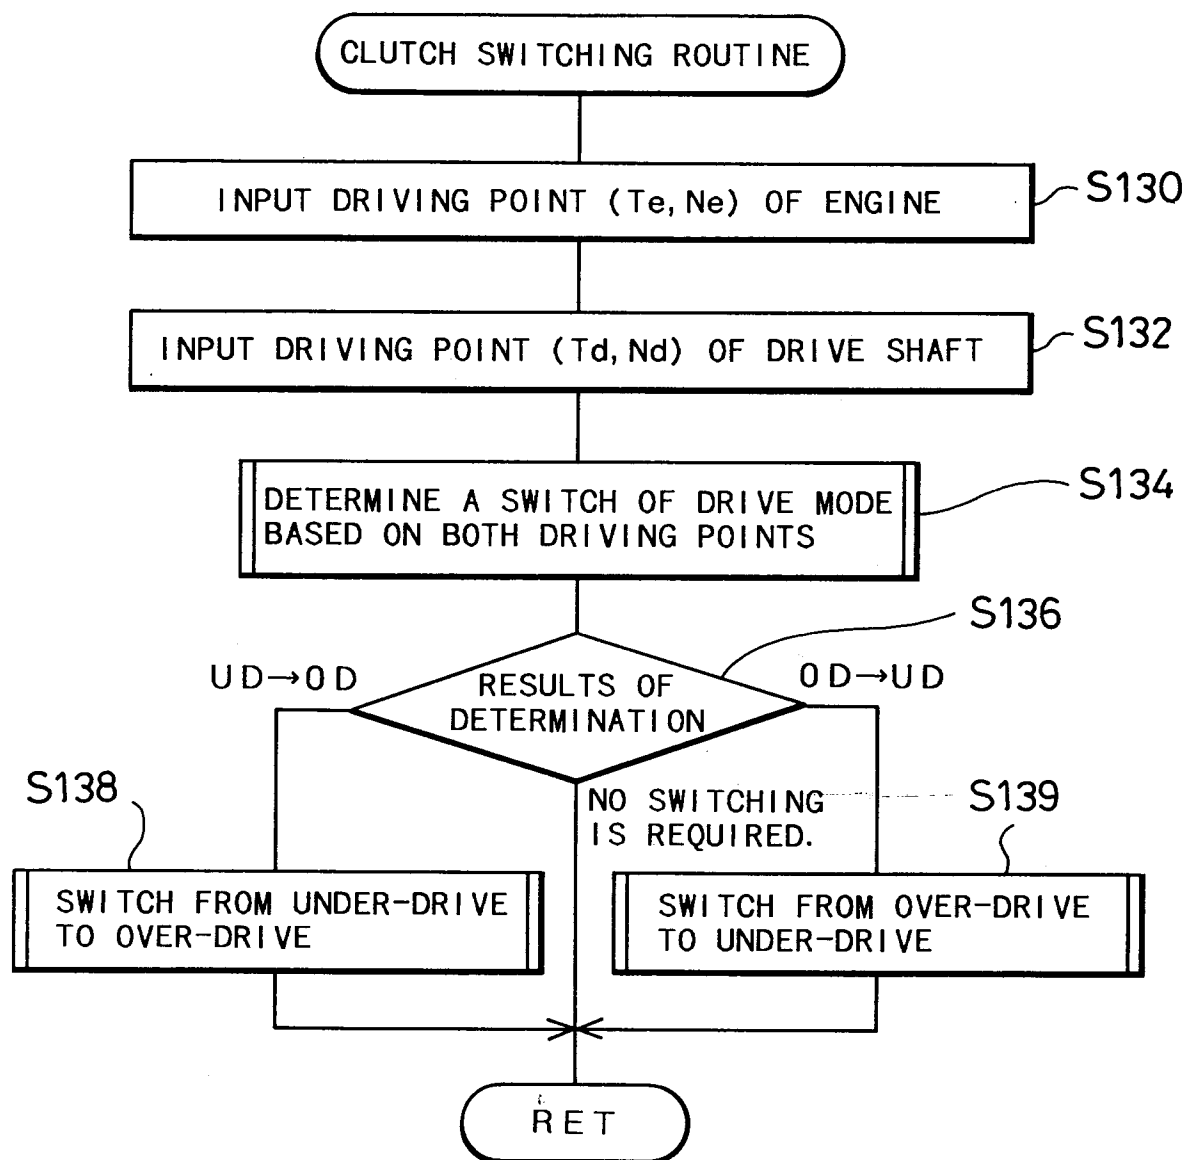 CLUTCH SWITCHING ROUTINE
INPUT DRIVING POINT (Te, Ne) OF ENGINE
S130
INPUT DRIVING POINT (Td, Nd) OF DRIVE SHAFT
S132
DETERMINE A SWITCH OF DRIVE MODE
BASED ON BOTH DRIVING POINTS
S134
S136
UD→OD
RESULTS OF
DETERMINATION
OD→UD
S138
NO SWITCHING
IS REQUIRED.
S139
SWITCH FROM UNDER-DRIVE
TO OVER-DRIVE
SWITCH FROM OVER-DRIVE
TO UNDER-DRIVE
RET